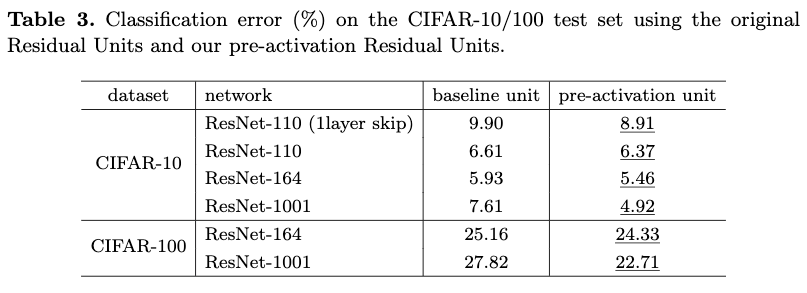 Table 3. Classification error (%) on the CIFAR-10/100 test set using the original
Residual Units and our pre-activation Residual Units.
dataset network baseline unit pre-activation unit
CIFAR-10
ResNet-110 (1layer skip) 9.90 8.91
ResNet-110 6.61 6.37
ResNet-164 5.93 5.46
ResNet-1001 7.61 4.92
CIFAR-100
ResNet-164 25.16 24.33
ResNet-1001 27.82 22.71